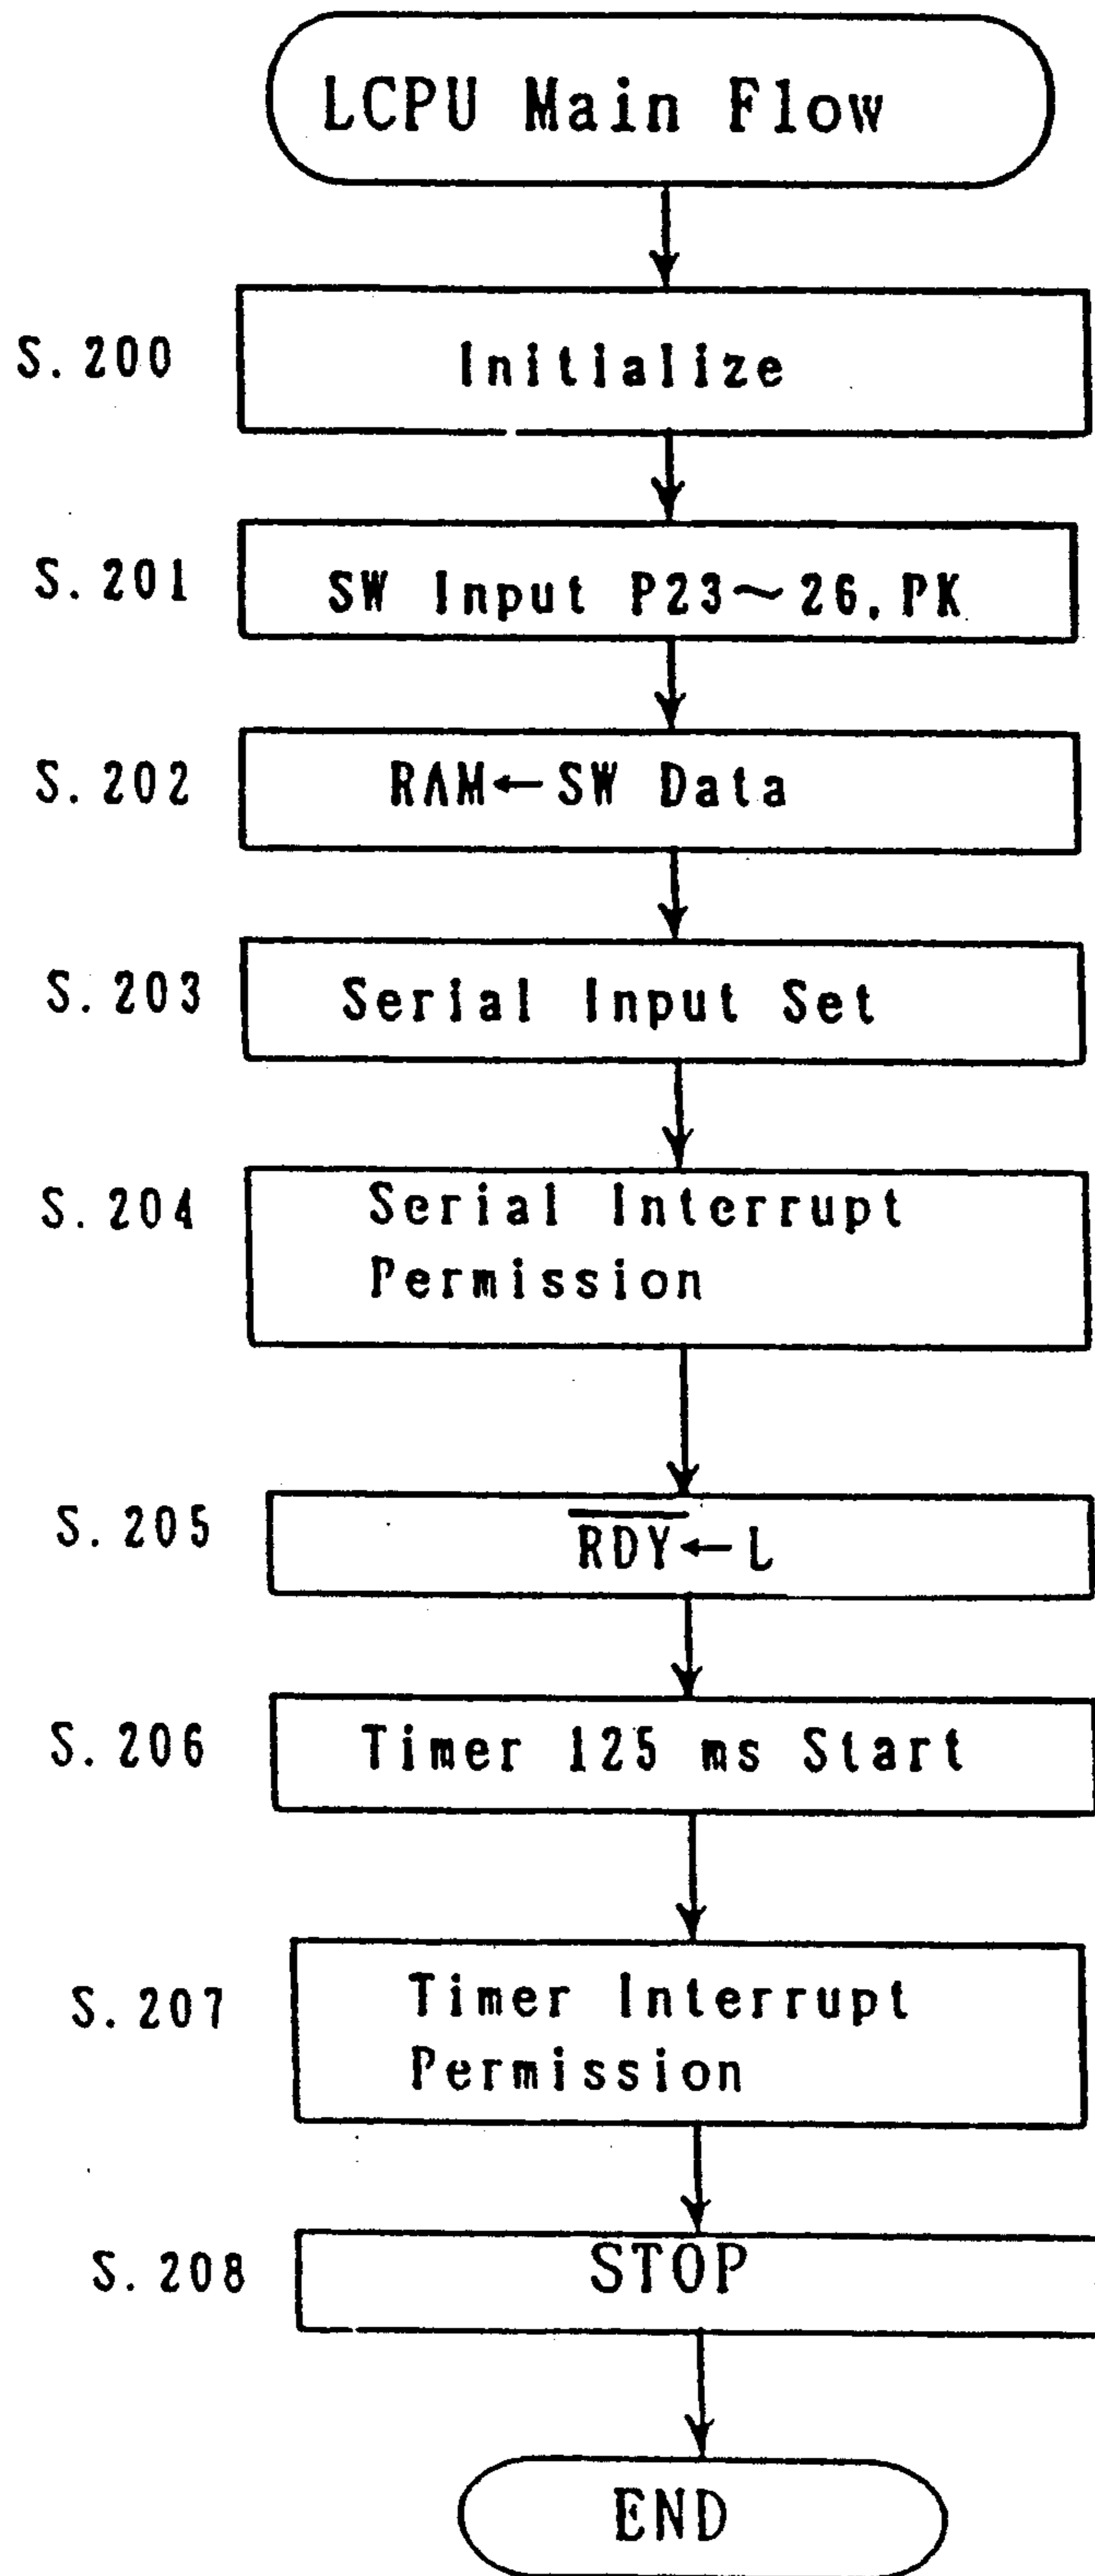 LCPU Main Flow
S.200
Initialize
S.201
SW Input P23~26, PK
S.202
RAM←SW Data
S.203
Serial Input Set
S.204
Serial Interrupt
Permission
S.205
R̅D̅Y̅←L
S.206
Timer 125 ms Start
S.207
Timer Interrupt
Permission
S.208
STOP
END